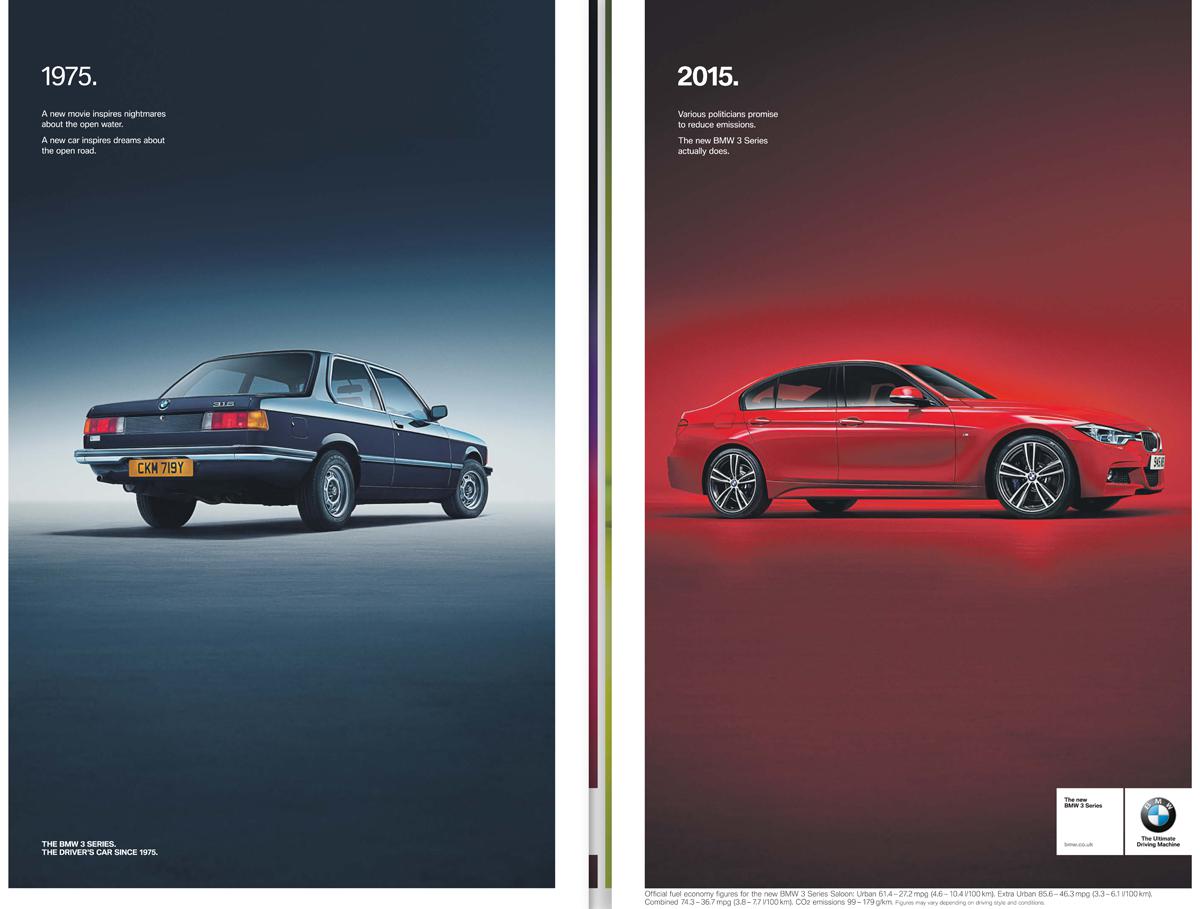 1975.
A new movie inspires nightmares
about the open water.
A new car inspires dreams about
the open road.
315
CKM 719Y
THE BMW 3 SERIES.
THE DRIVER'S CAR SINCE 1975.
2015.
Various politicians promise
to reduce emissions.
The new BMW 3 Series
actually does.
The new
BMW 3 Series
bmw.co.uk
BMW
The Ultimate
Driving Machine
Official fuel economy figures for the new BMW 3 Series Saloon: Urban 61.4 – 27.2 mpg (4.6 – 10.4 l/100 km). Extra Urban 85.6 – 46.3 mpg (3.3 – 6.1 l/100 km).
Combined 74.3 – 36.7 mpg (3.8 – 7.7 l/100 km). CO2 emissions 99 – 179 g/km. Figures may vary depending on driving style and conditions.